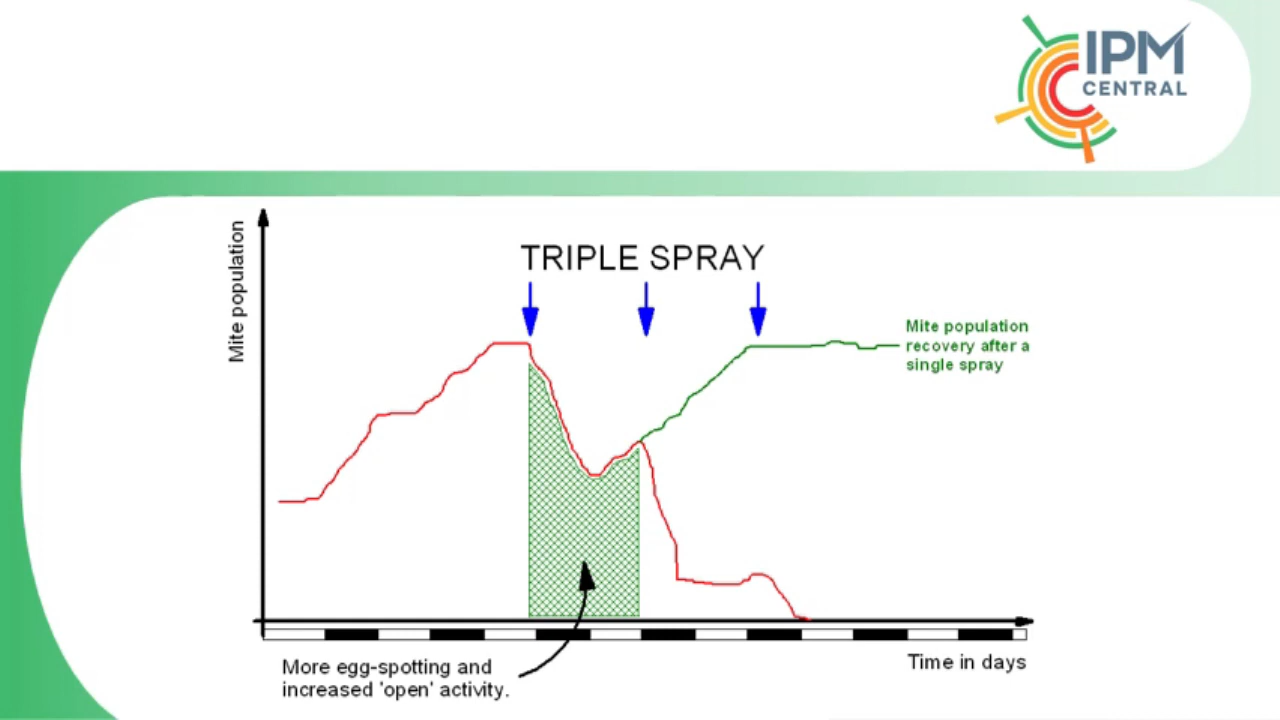 IPM
CENTRAL
Mite population
TRIPLE SPRAY
Mite population
recovery after a
single spray
More egg-spotting and
increased 'open' activity.
Time in days